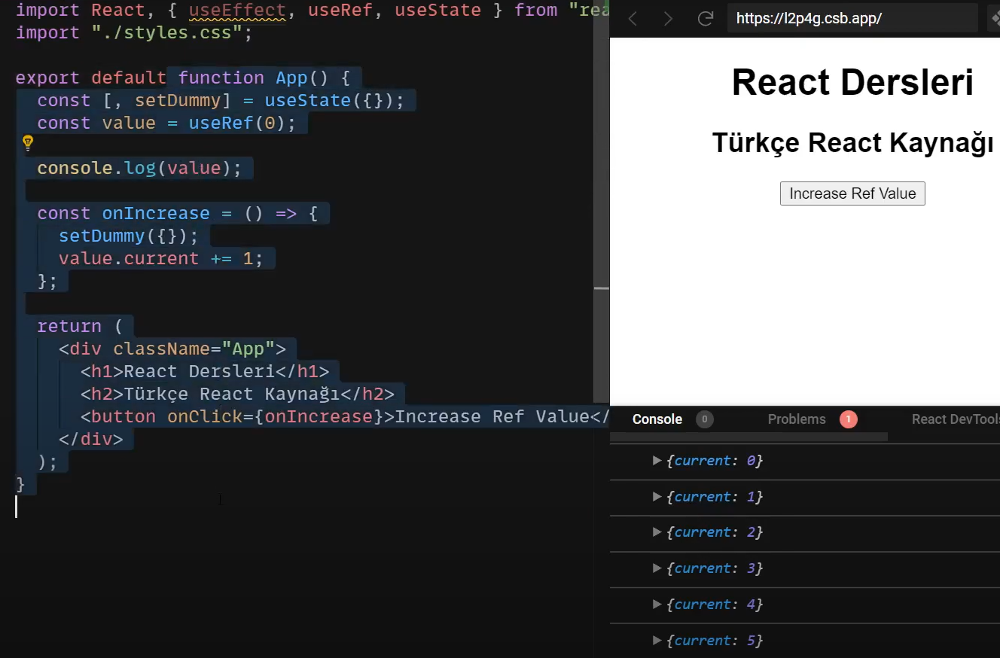 import React, { useEffect, useRef, useState } from "rea
import "./styles.css";
export default function App() {
const [, setDummy] = useState({});
const value = useRef(0);
console.log(value);
const onIncrease = () => {
setDummy({});
value.current += 1;
};
return (
<div className="App">
<h1>React Dersleri</h1>
<h2>Türkçe React Kaynağı</h2>
<button onClick={onIncrease}>Increase Ref Value</
</div>
);
}
https://l2p4g.csb.app/
React Dersleri
Türkçe React Kaynağı
Increase Ref Value
Console 0 Problems 1 React DevTools
{current: 0}
{current: 1}
{current: 2}
{current: 3}
{current: 4}
{current: 5}